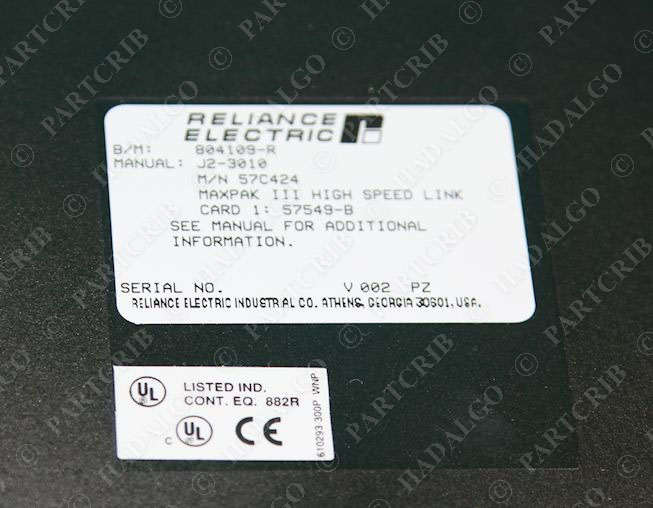 RELIANCE
ELECTRIC
B/M: 804109-R
MANUAL: J2-3010
M/N 57C424
MAXPAK III HIGH SPEED LINK
CARD 1: 57549-B
SEE MANUAL FOR ADDITIONAL
INFORMATION.
SERIAL NO. V 002 PZ
RELIANCE ELECTRIC INDUSTRIAL CO. ATHENS, GEORGIA 30601, USA.
UL LISTED IND.
CONT. EQ. 882R
C UL CE
610293 300P WNP
© HADALGO
© PARTCRIB